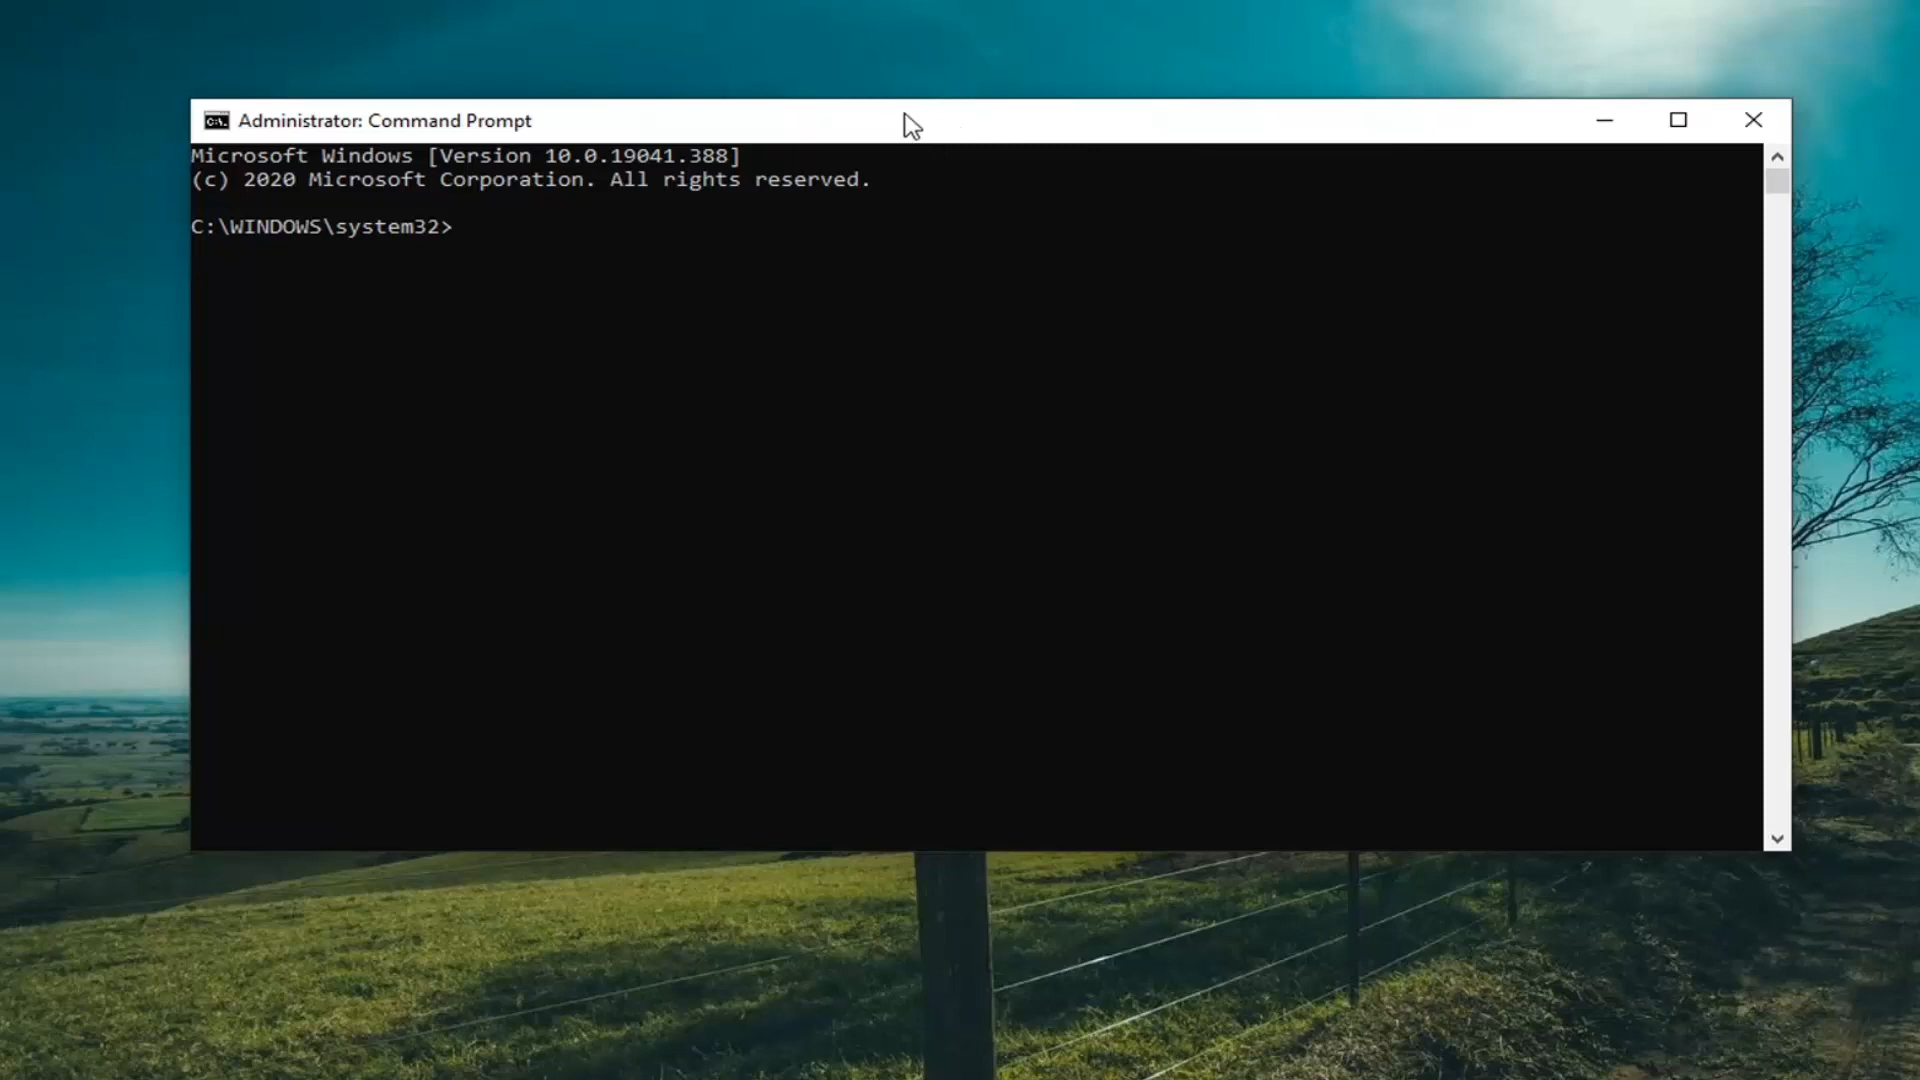 Administrator: Command Prompt
Microsoft Windows [Version 10.0.19041.388]
(c) 2020 Microsoft Corporation. All rights reserved.
C:\WINDOWS\system32>